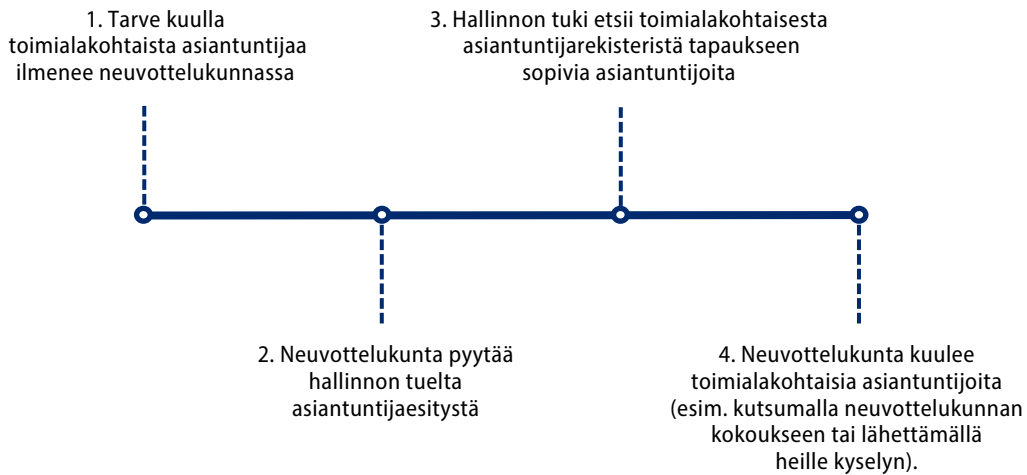 1. Tarve kuulla
toimialakohtaista asiantuntijaa
ilmenee neuvottelukunnassa
2. Neuvottelukunta pyytää
hallinnon tuelta
asiantuntijaesitystä
3. Hallinnon tuki etsii toimialakohtaisesta
asiantuntijarekisteristä tapaukseen
sopivia asiantuntijoita
4. Neuvottelukunta kuulee
toimialakohtaisia asiantuntijoita
(esim. kutsumalla neuvottelukunnan
kokoukseen tai lähettämällä
heille kyselyn).